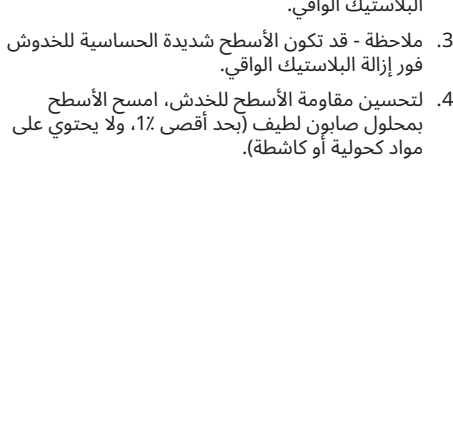 البلاستيك الواقي.
3. ملاحظة - قد تكون الأسطح شديدة الحساسية للخدوش
فور إزالة البلاستيك الواقي.
4. لتحسين مقاومة الأسطح للخدش، امسح الأسطح
بمحلول صابون لطيف (بحد أقصى 1٪، ولا يحتوي على
مواد كحولية أو كاشطة).